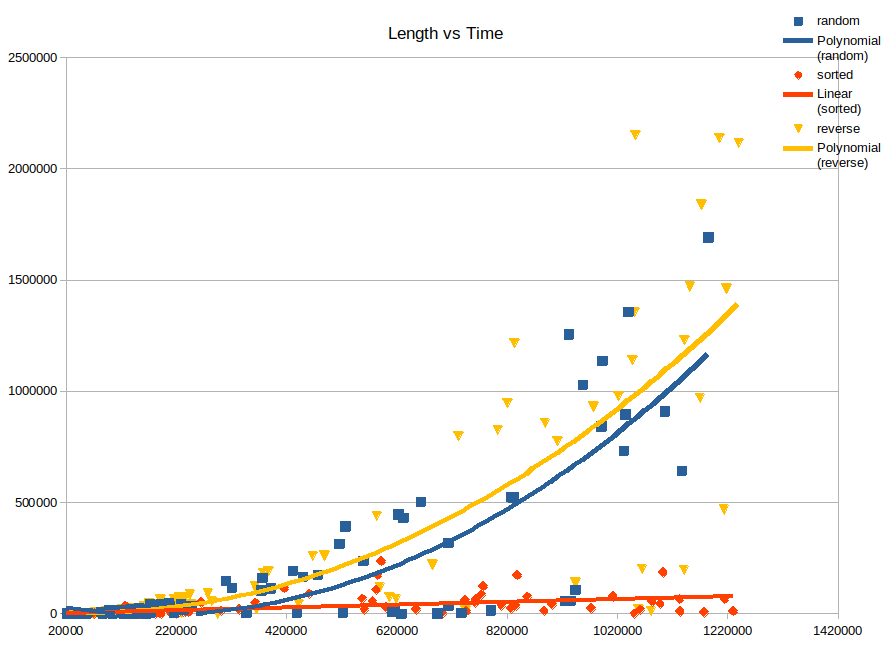 Length vs Time
random
Polynomial
(random)
sorted
Linear
(sorted)
reverse
Polynomial
(reverse)
2500000
2000000
1500000
1000000
500000
0
20000 220000 420000 620000 820000 1020000 1220000 1420000